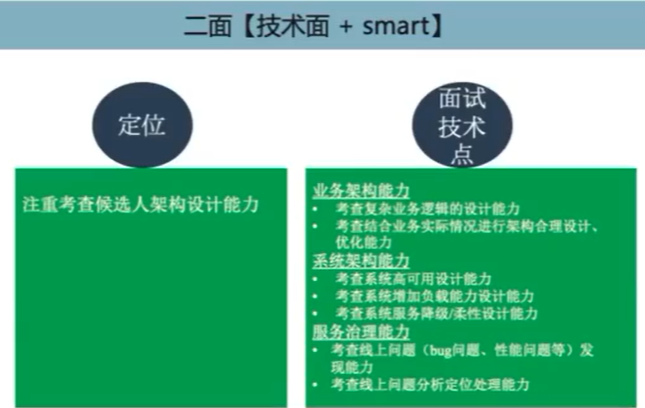 二面【技术面 + smart】
定位
面试
技术
点
注重考查候选人架构设计能力
业务架构能力
• 考查复杂业务逻辑的设计能力
• 考查结合业务实际情况进行架构合理设计、
优化能力
系统架构能力
• 考查系统高可用设计能力
• 考查系统增加负载能力设计能力
• 考查系统服务降级/柔性设计能力
服务治理能力
• 考查线上问题（bug问题、性能问题等）发
现能力
• 考查线上问题分析定位处理能力